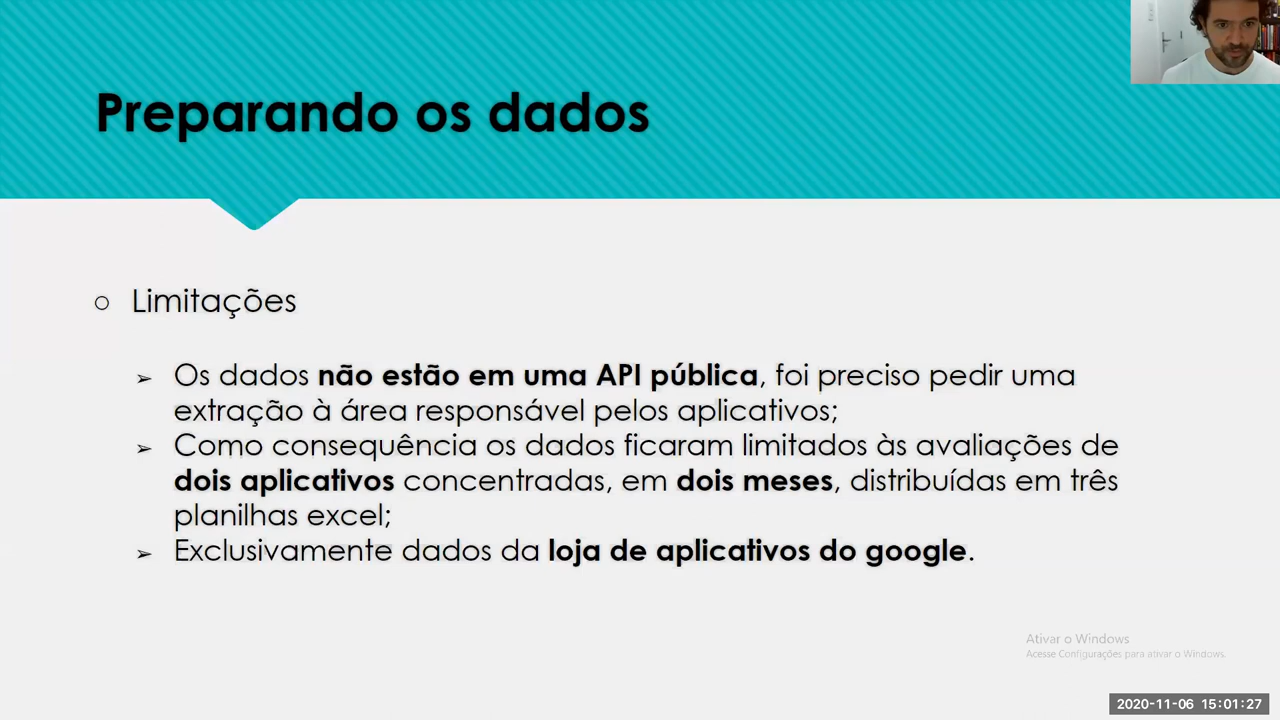 Preparando os dados
○ Limitações
➢ Os dados não estão em uma API pública, foi preciso pedir uma
extração à área responsável pelos aplicativos;
➢ Como consequência os dados ficaram limitados às avaliações de
dois aplicativos concentradas, em dois meses, distribuídas em três
planilhas excel;
➢ Exclusivamente dados da loja de aplicativos do google.
Ativar o Windows
Acesse Configurações para ativar o Windows.
2020-11-06 15:01:27